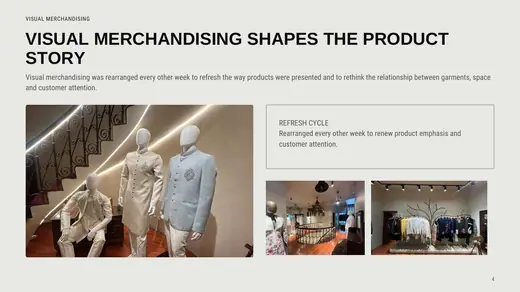 VISUAL MERCHANDISING
VISUAL MERCHANDISING SHAPES THE PRODUCT
STORY
Visual merchandising was rearranged every other week to refresh the way products were presented and to rethink the relationship between garments, space
and customer attention.
REFRESH CYCLE
Rearranged every other week to renew product emphasis and
customer attention.
4